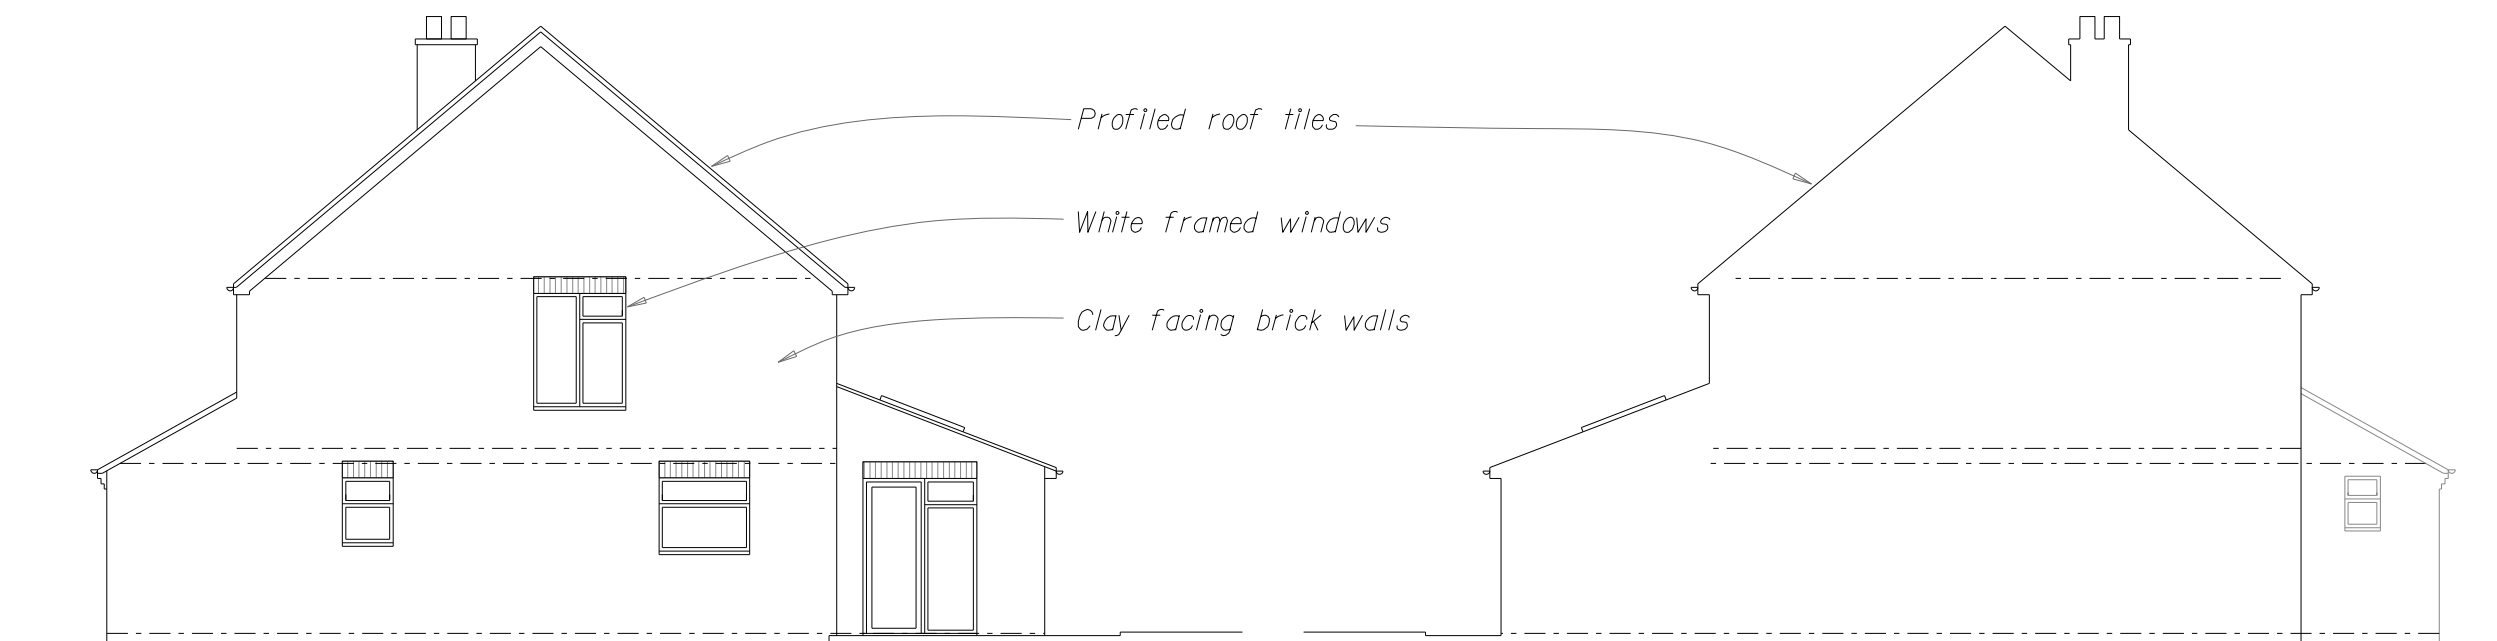 Profiled roof tiles
White framed windows
Clay facing brick walls